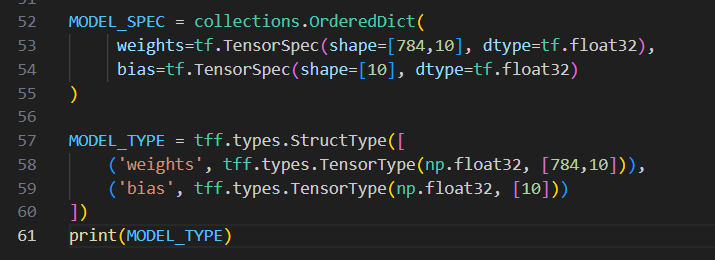 52 MODEL_SPEC = collections.OrderedDict(
53     weights=tf.TensorSpec(shape=[784,10], dtype=tf.float32),
54     bias=tf.TensorSpec(shape=[10], dtype=tf.float32)
55 )
56
57 MODEL_TYPE = tff.types.StructType([
58     ('weights', tff.types.TensorType(np.float32, [784,10])),
59     ('bias', tff.types.TensorType(np.float32, [10]))
60 ])
61 print(MODEL_TYPE)